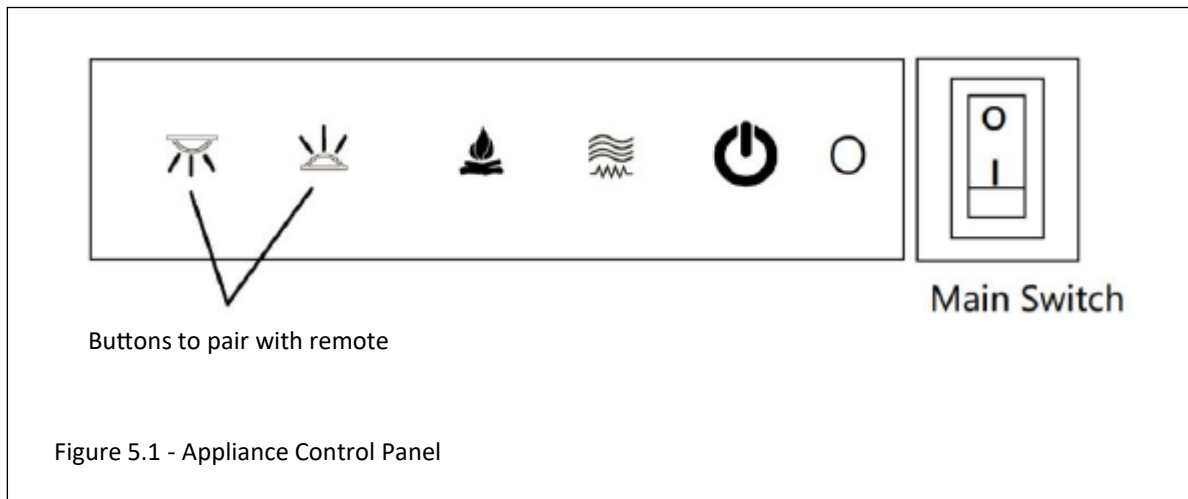 O
I
Main Switch
Buttons to pair with remote
Figure 5.1 - Appliance Control Panel